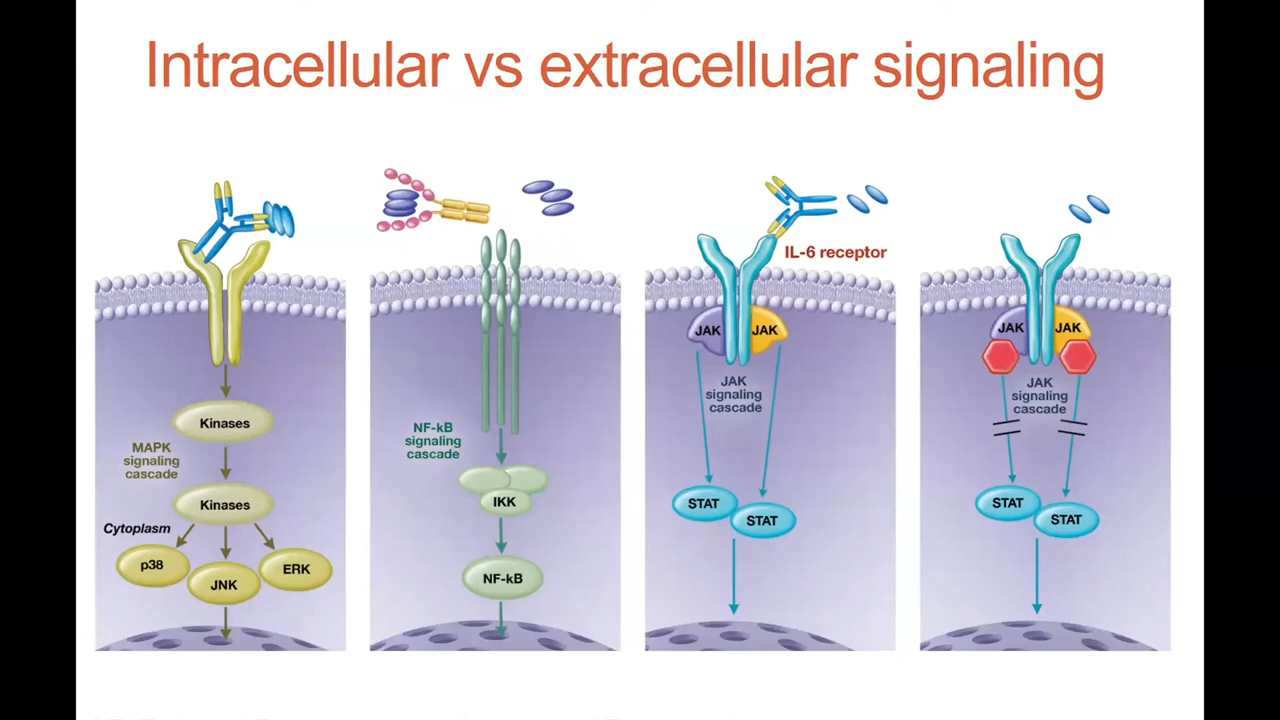 Intracellular vs extracellular signaling
Kinases
MAPK
signaling
cascade
Kinases
Cytoplasm
p38
JNK
ERK
NF-kB
signaling
cascade
IKK
NF-kB
IL-6 receptor
JAK
JAK
JAK
signaling
cascade
STAT
STAT
JAK
JAK
JAK
signaling
cascade
STAT
STAT